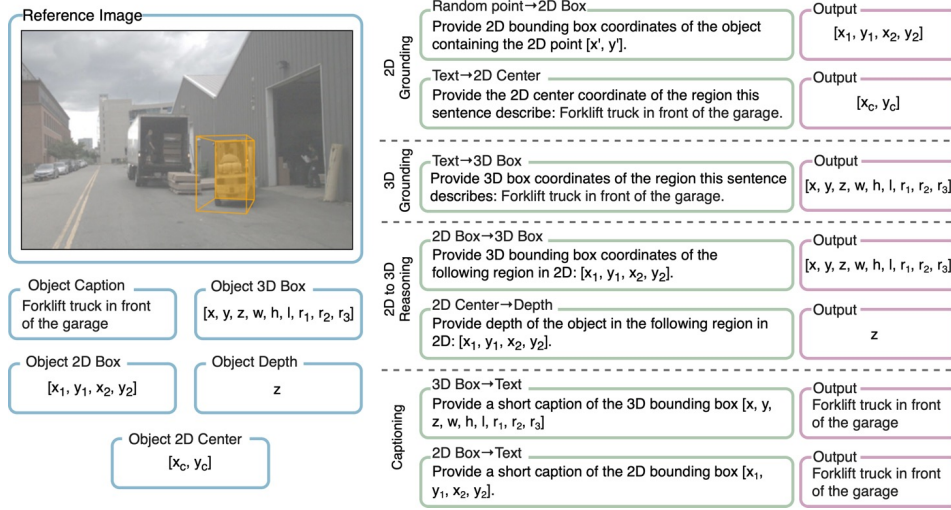 Reference Image
Object Caption
Forklift truck in front
of the garage
Object 3D Box
[x, y, z, w, h, l, r₁, r₂, r₃]
Object 2D Box
[x₁, y₁, x₂, y₂]
Object Depth
z
Object 2D Center
[x_c, y_c]
2D
Grounding
Random point→2D Box
Provide 2D bounding box coordinates of the object
containing the 2D point [x', y'].
Output
[x₁, y₁, x₂, y₂]
Text→2D Center
Provide the 2D center coordinate of the region this
sentence describe: Forklift truck in front of the garage.
Output
[x_c, y_c]
3D
Grounding
Text→3D Box
Provide 3D box coordinates of the region this sentence
describes: Forklift truck in front of the garage.
Output
[x, y, z, w, h, l, r₁, r₂, r₃]
2D to 3D
Reasoning
2D Box→3D Box
Provide 3D bounding box coordinates of the
following region in 2D: [x₁, y₁, x₂, y₂].
Output
[x, y, z, w, h, l, r₁, r₂, r₃]
2D Center→Depth
Provide depth of the object in the following region in
2D: [x₁, y₁, x₂, y₂].
Output
z
Captioning
3D Box→Text
Provide a short caption of the 3D bounding box [x, y,
z, w, h, l, r₁, r₂, r₃]
Output
Forklift truck in front
of the garage
2D Box→Text
Provide a short caption of the 2D bounding box [x₁,
y₁, x₂, y₂].
Output
Forklift truck in front
of the garage